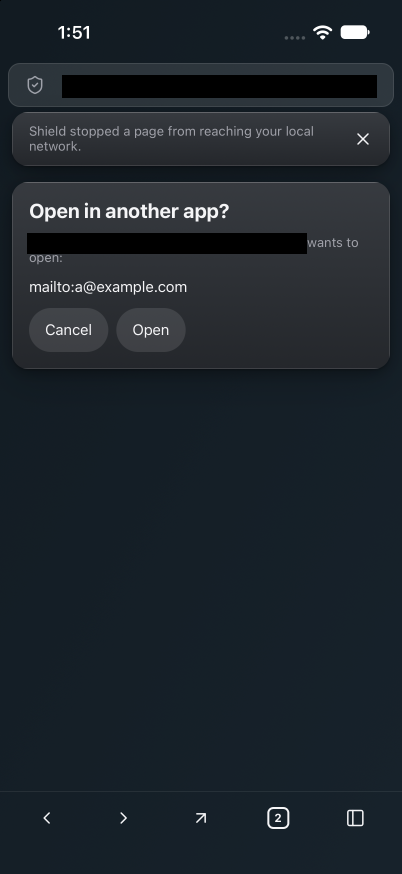 1:51
Shield stopped a page from reaching your local
network.
Open in another app?
wants to
open:
mailto:a@example.com
Cancel
Open
2